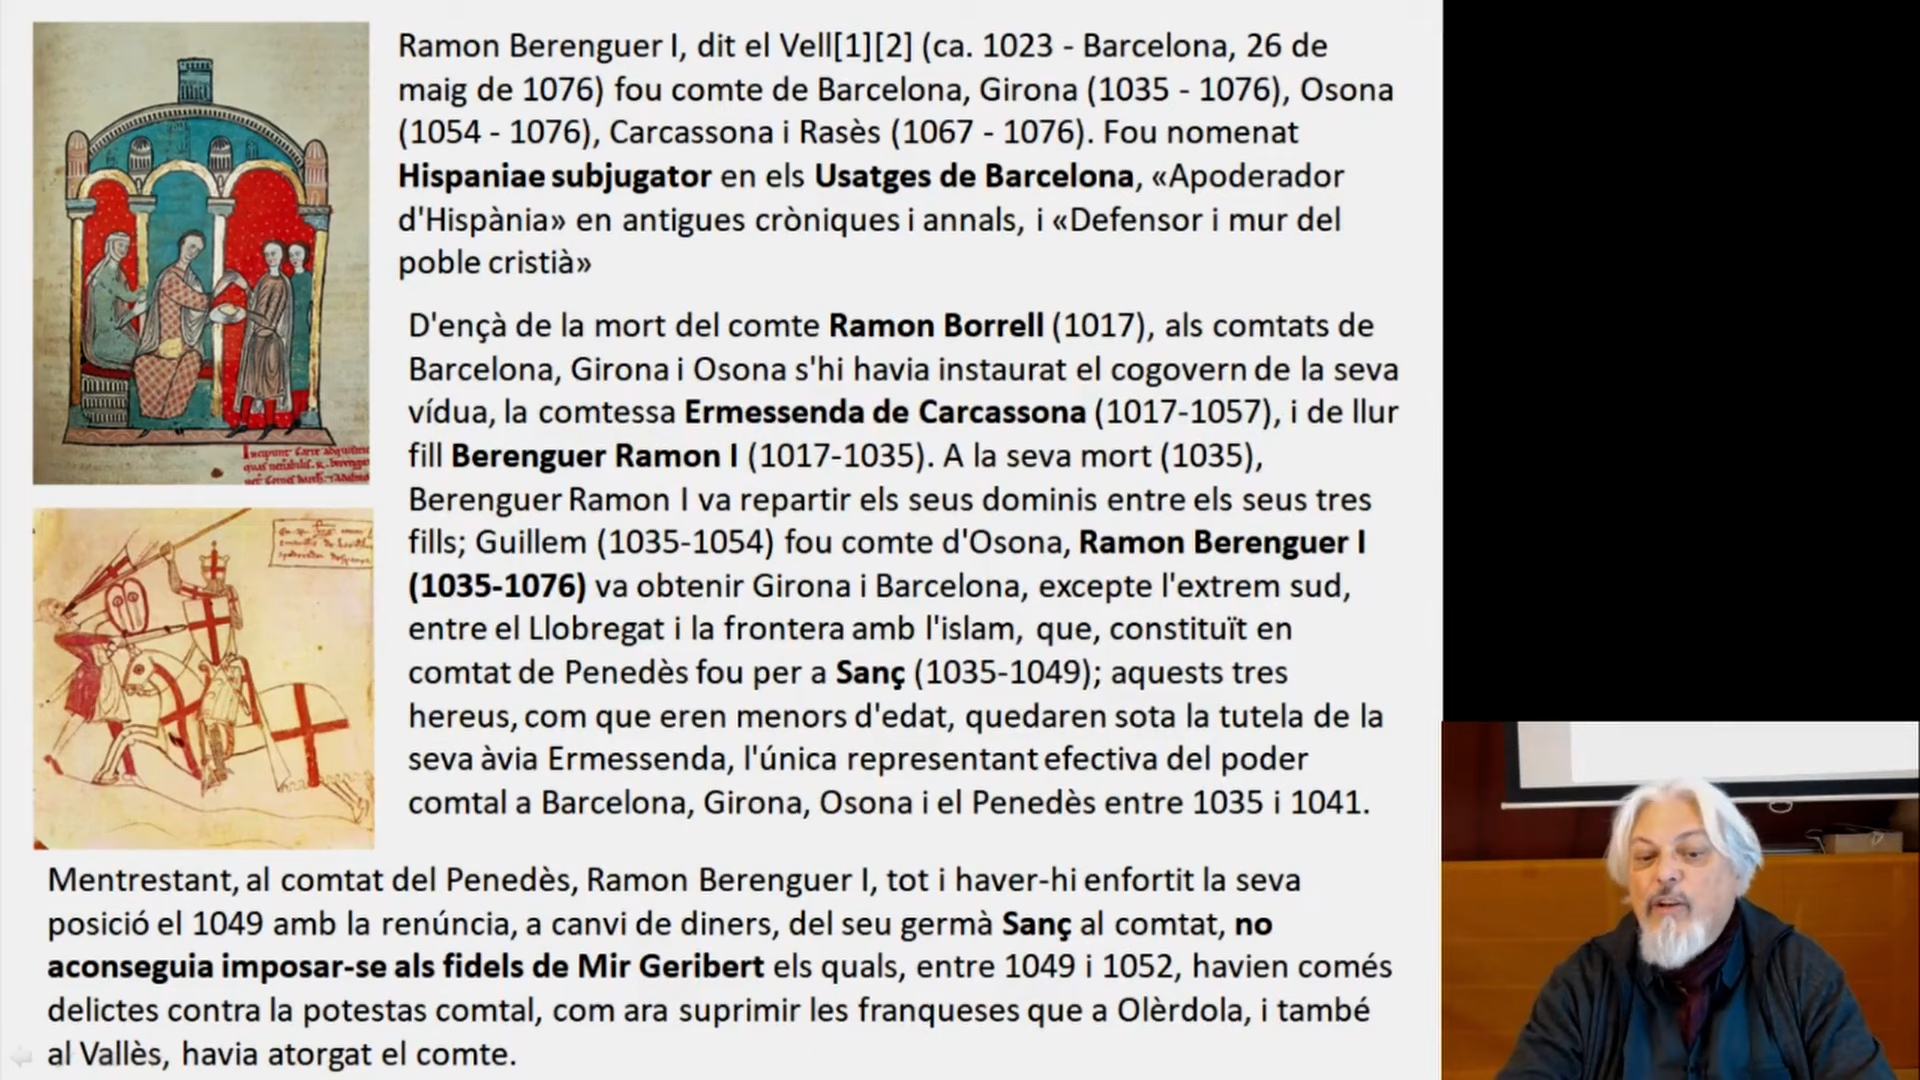 Ramon Berenguer I, dit el Vell[1][2] (ca. 1023 - Barcelona, 26 de
maig de 1076) fou comte de Barcelona, Girona (1035 - 1076), Osona
(1054 - 1076), Carcassona i Rasès (1067 - 1076). Fou nomenat
Hispaniae subjugator en els Usatges de Barcelona, «Apoderador
d'Hispània» en antigues cròniques i annals, i «Defensor i mur del
poble cristià»
D'ençà de la mort del comte Ramon Borrell (1017), als comtats de
Barcelona, Girona i Osona s'hi havia instaurat el cogovern de la seva
vídua, la comtessa Ermessenda de Carcassona (1017-1057), i de llur
fill Berenguer Ramon I (1017-1035). A la seva mort (1035),
Berenguer Ramon I va repartir els seus dominis entre els seus tres
fills; Guillem (1035-1054) fou comte d'Osona, Ramon Berenguer I
(1035-1076) va obtenir Girona i Barcelona, excepte l'extrem sud,
entre el Llobregat i la frontera amb l'islam, que, constituït en
comtat de Penedès fou per a Sanç (1035-1049); aquests tres
hereus, com que eren menors d'edat, quedaren sota la tutela de la
seva àvia Ermessenda, l'única representant efectiva del poder
comtal a Barcelona, Girona, Osona i el Penedès entre 1035 i 1041.
Mentrestant, al comtat del Penedès, Ramon Berenguer I, tot i haver-hi enfortit la seva
posició el 1049 amb la renúncia, a canvi de diners, del seu germà Sanç al comtat, no
aconseguia imposar-se als fidels de Mir Geribert els quals, entre 1049 i 1052, havien comés
delictes contra la potestas comtal, com ara suprimir les franqueses que a Olèrdola, i també
al Vallès, havia atorgat el comte.